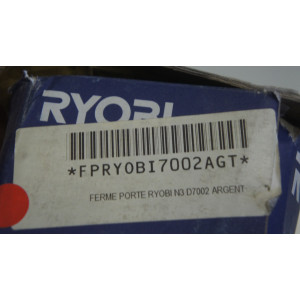 RYOBI
*FPRYOBI7002AGT*
FERME PORTE RYOBI N3 D7002 ARGENT